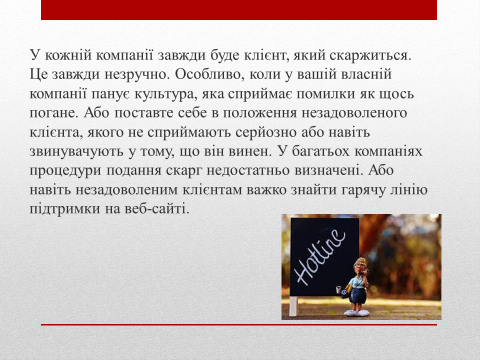 У кожній компанії завжди буде клієнт, який скаржиться.
Це завжди незручно. Особливо, коли у вашій власній
компанії панує культура, яка сприймає помилки як щось
погане. Або поставте себе в положення незадоволеного
клієнта, якого не сприймають серйозно або навіть
звинувачують у тому, що він винен. У багатьох компаніях
процедури подання скарг недостатньо визначені. Або
навіть незадоволеним клієнтам важко знайти гарячу лінію
підтримки на веб-сайті.
Hotline